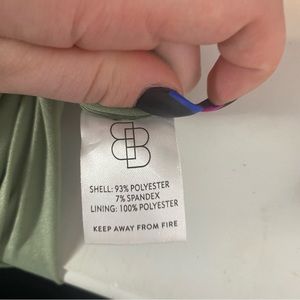 SHELL: 93% POLYESTER
7% SPANDEX
LINING: 100% POLYESTER
KEEP AWAY FROM FIRE